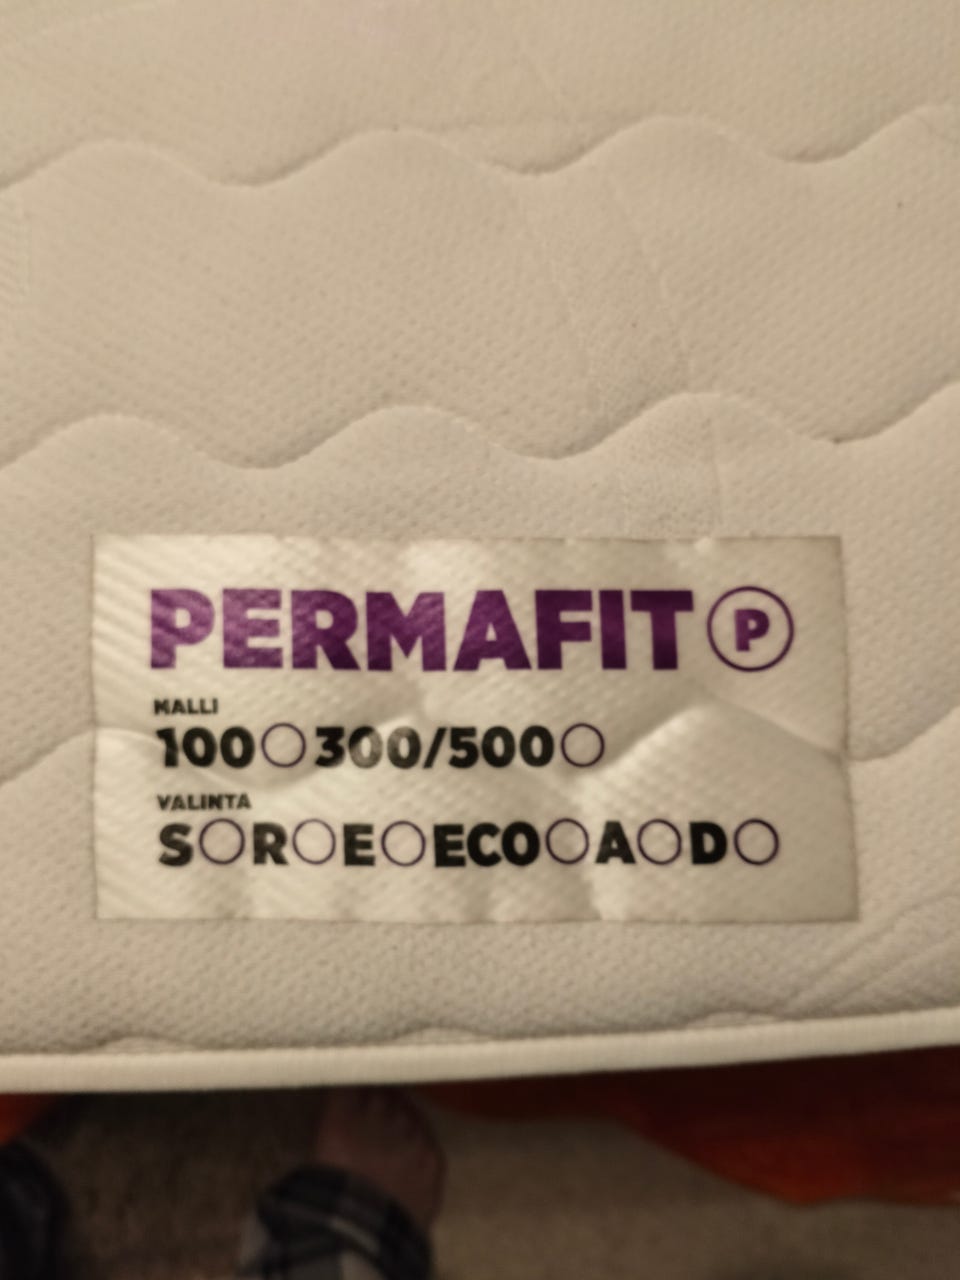 PERMAFIT P
MALLI
100 300/500
VALINTA
S R E ECO A D